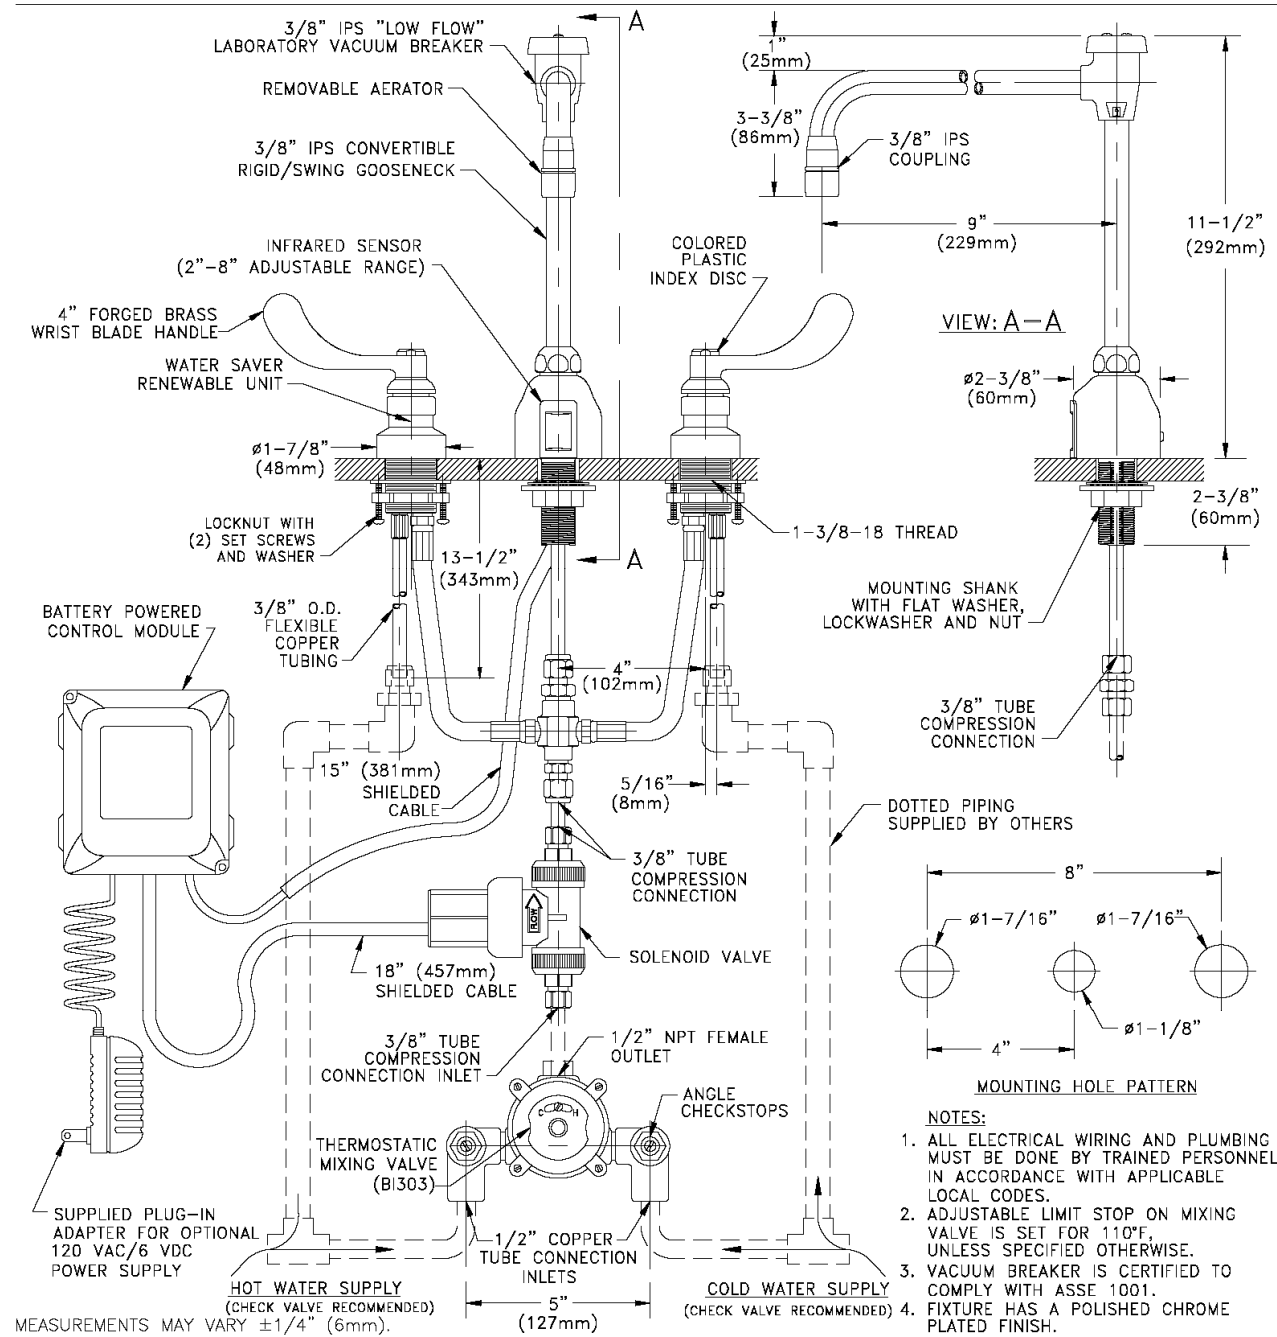 3/8" IPS "LOW FLOW"
LABORATORY VACUUM BREAKER
REMOVABLE AERATOR
3/8" IPS CONVERTIBLE
RIGID/SWING GOOSENECK
INFRARED SENSOR
(2"-8" ADJUSTABLE RANGE)
4" FORGED BRASS
WRIST BLADE HANDLE
WATER SAVER
RENEWABLE UNIT
ø1-7/8"
(48mm)
LOCKNUT WITH
(2) SET SCREWS
AND WASHER
A
A
COLORED
PLASTIC
INDEX DISC
1-3/8-18 THREAD
13-1/2"
(343mm)
3/8" O.D.
FLEXIBLE
COPPER
TUBING
4"
(102mm)
BATTERY POWERED
CONTROL MODULE
15" (381mm)
SHIELDED
CABLE
5/16"
(8mm)
3/8" TUBE
COMPRESSION
CONNECTION
FLOW
SOLENOID VALVE
18" (457mm)
SHIELDED CABLE
3/8" TUBE
COMPRESSION
CONNECTION INLET
1/2" NPT FEMALE
OUTLET
C H
ANGLE
CHECKSTOPS
THERMOSTATIC
MIXING VALVE
(BI303)
SUPPLIED PLUG-IN
ADAPTER FOR OPTIONAL
120 VAC/6 VDC
POWER SUPPLY
1/2" COPPER
TUBE CONNECTION
INLETS
HOT WATER SUPPLY
(CHECK VALVE RECOMMENDED)
5"
(127mm)
COLD WATER SUPPLY
(CHECK VALVE RECOMMENDED)
MEASUREMENTS MAY VARY ±1/4" (6mm).
1"
(25mm)
3-3/8"
(86mm)
3/8" IPS
COUPLING
9"
(229mm)
11-1/2"
(292mm)
VIEW: A-A
ø2-3/8"
(60mm)
2-3/8"
(60mm)
MOUNTING SHANK
WITH FLAT WASHER,
LOCKWASHER AND NUT
3/8" TUBE
COMPRESSION
CONNECTION
DOTTED PIPING
SUPPLIED BY OTHERS
8"
ø1-7/16"
ø1-7/16"
ø1-1/8"
4"
MOUNTING HOLE PATTERN
NOTES:
1. ALL ELECTRICAL WIRING AND PLUMBING
MUST BE DONE BY TRAINED PERSONNEL
IN ACCORDANCE WITH APPLICABLE
LOCAL CODES.
2. ADJUSTABLE LIMIT STOP ON MIXING
VALVE IS SET FOR 110°F,
UNLESS SPECIFIED OTHERWISE.
3. VACUUM BREAKER IS CERTIFIED TO
COMPLY WITH ASSE 1001.
4. FIXTURE HAS A POLISHED CHROME
PLATED FINISH.